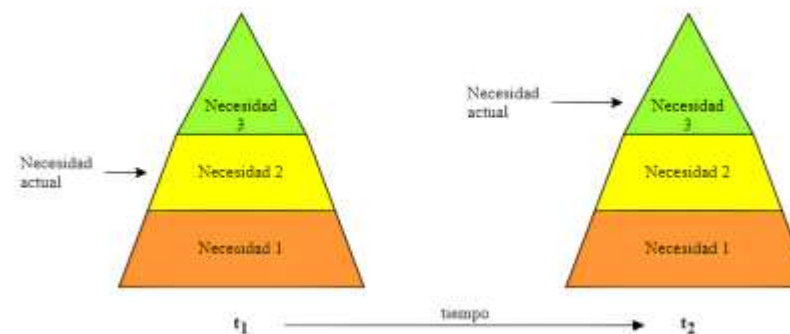 Necesidad
3
Necesidad
actual
Necesidad 2
Necesidad 1
t1
Necesidad
actual
Necesidad
3
Necesidad 2
Necesidad 1
tiempo
t2